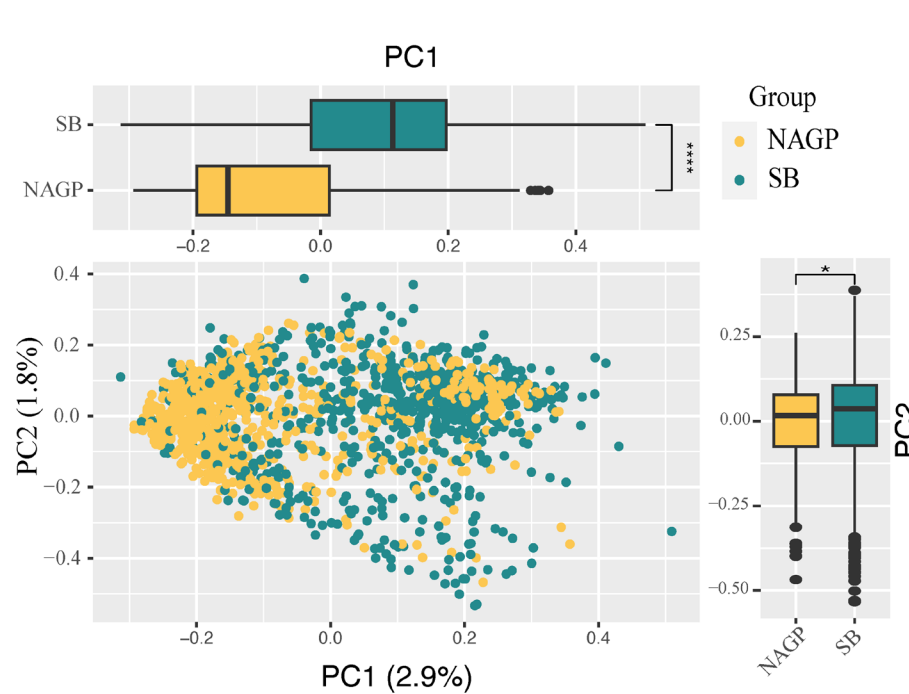 PC1
SB
NAGP
****
−0.2 0.0 0.2 0.4
Group
NAGP
SB
0.4
0.2
0.0
−0.2
−0.4
PC2 (1.8%)
−0.2 0.0 0.2 0.4
PC1 (2.9%)
*
0.25
0.00
−0.25
−0.50
PC2
NAGP SB